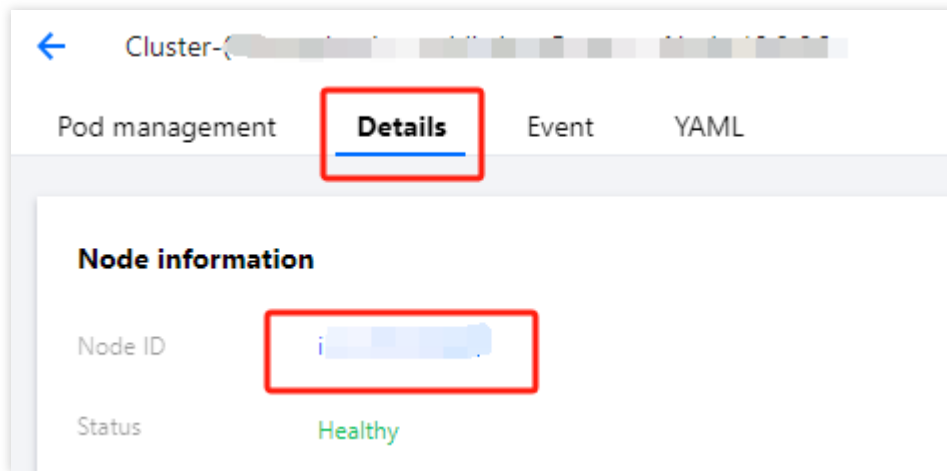 Cluster-(
Pod management Details Event YAML
Node information
Node ID i
Status Healthy